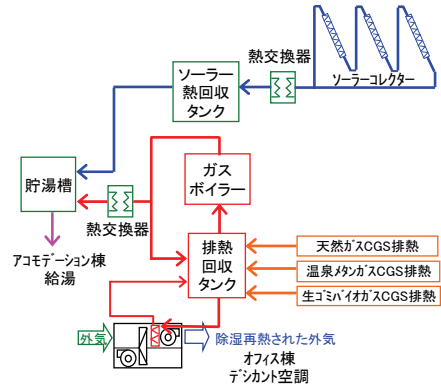 熱交換器
ソーラー
熱回収
タンク
ソーラーコレクター
ガス
ボイラー
貯湯槽
熱交換器
排熱
回収
タンク
アコモデーション棟
給湯
天然ガスCGS排熱
温泉メタンガスCGS排熱
生ゴミバイオガスCGS排熱
外気
除湿再熱された外気
オフィス棟
デシカント空調